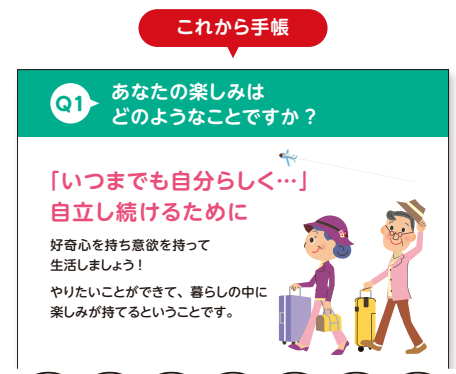 これから手帳
Q1
あなたの楽しみは
どのようなことですか？
「いつまでも自分らしく…」
自立し続けるために
好奇心を持ち意欲を持って
生活しましょう！
やりたいことができて、暮らしの中に
楽しみが持てるということです。